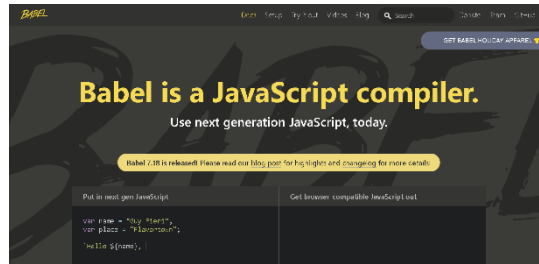 BABEL
Docs Setup Try it out Videos Blog Search Donate Team GitHub
GET BABEL HOLIDAY APPAREL
Babel is a JavaScript compiler.
Use next generation JavaScript, today.
Babel 7.18 is released! Please read our blog post for highlights and changelog for more details!
Put in next gen JavaScript
Get browser compatible JavaScript out
var name = "Guy Fieri",
var place = "Flavortown";
`Hello ${name},